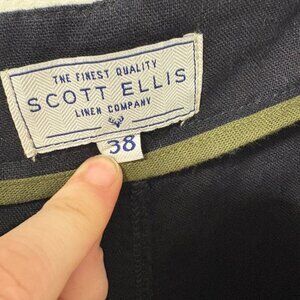 THE FINEST QUALITY
SCOTT ELLIS
LINEN COMPANY
38